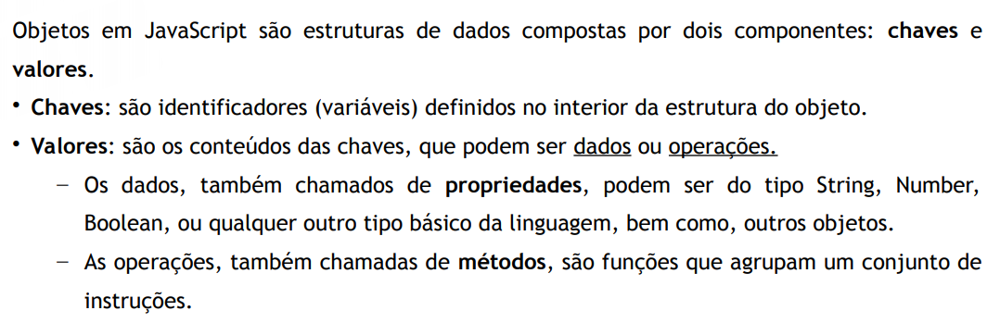 Objetos em JavaScript são estruturas de dados compostas por dois componentes: chaves e
valores.
• Chaves: são identificadores (variáveis) definidos no interior da estrutura do objeto.
• Valores: são os conteúdos das chaves, que podem ser dados ou operações.
– Os dados, também chamados de propriedades, podem ser do tipo String, Number,
Boolean, ou qualquer outro tipo básico da linguagem, bem como, outros objetos.
– As operações, também chamadas de métodos, são funções que agrupam um conjunto de
instruções.